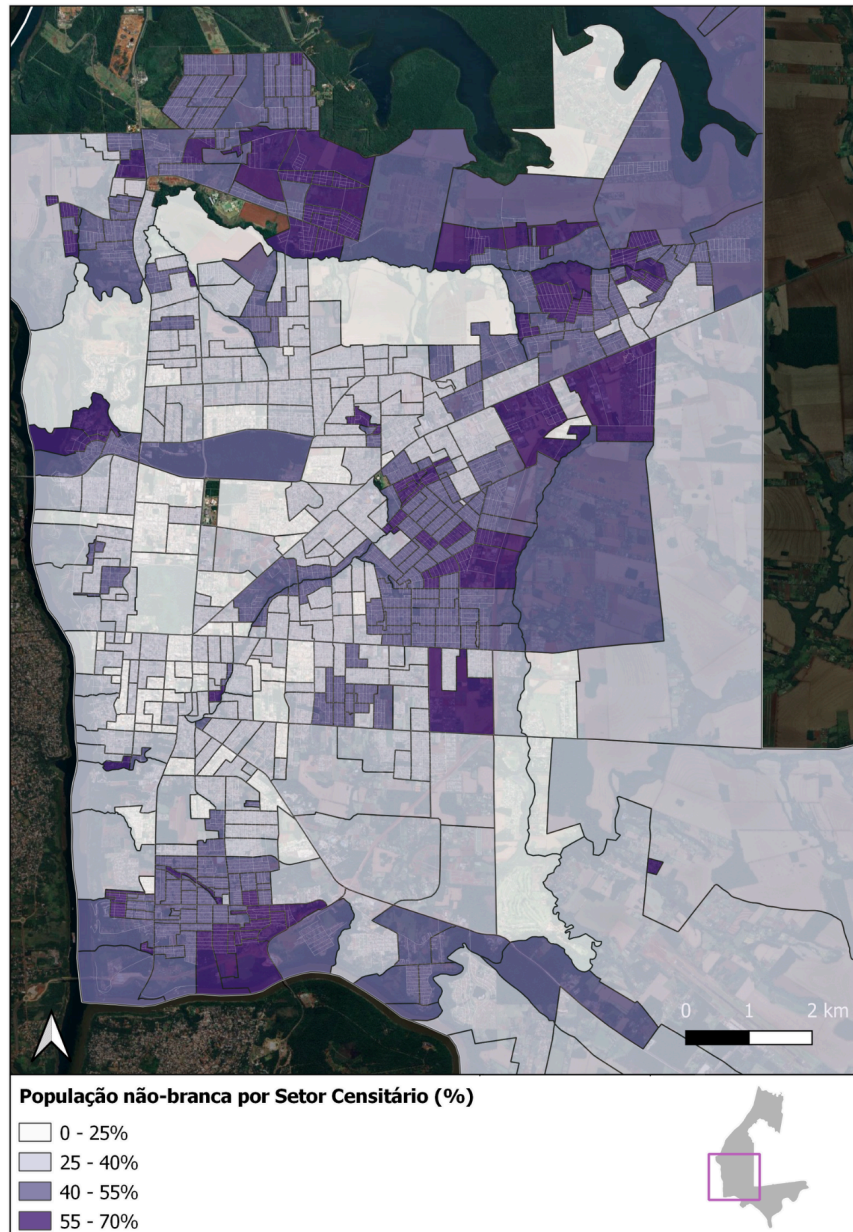 0 1 2 km
População não-branca por Setor Censitário (%)
0 - 25%
25 - 40%
40 - 55%
55 - 70%